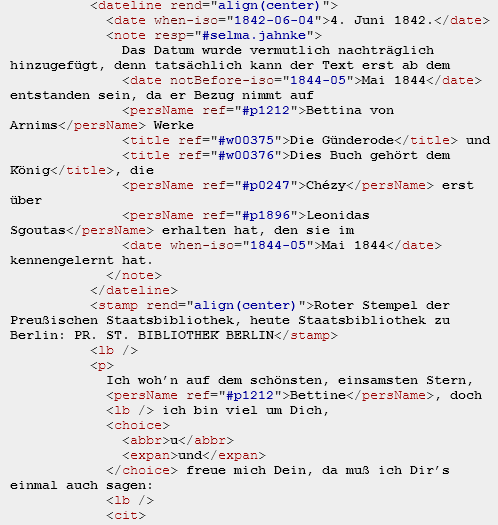 <dateline rend="align(center)">
<date when-iso="1842-06-04">4. Juni 1842.</date>
<note resp="#selma.jahnke">
Das Datum wurde vermutlich nachträglich
hinzugefügt, denn tatsächlich kann der Text erst ab dem
<date notBefore-iso="1844-05">Mai 1844</date>
entstanden sein, da er Bezug nimmt auf
<persName ref="#p1212">Bettina von
Arnims</persName> Werke
<title ref="#w00375">Die Günderode</title> und
<title ref="#w00376">Dies Buch gehört dem
König</title>, die
<persName ref="#p0247">Chézy</persName> erst
über
<persName ref="#p1896">Leonidas
Sgoutas</persName> erhalten hat, den sie im
<date when-iso="1844-05">Mai 1844</date>
kennengelernt hat.
</note>
</dateline>
<stamp rend="align(center)">Roter Stempel der
Preußischen Staatsbibliothek, heute Staatsbibliothek zu
Berlin: PR. ST. BIBLIOTHEK BERLIN</stamp>
<lb />
<p>
Ich woh’n auf dem schönsten, einsamsten Stern,
<persName ref="#p1212">Bettine</persName>, doch
<lb /> ich bin viel um Dich,
<choice>
<abbr>u</abbr>
<expan>und</expan>
</choice> freue mich Dein, da muß ich Dir’s
einmal auch sagen:
<lb />
<cit>